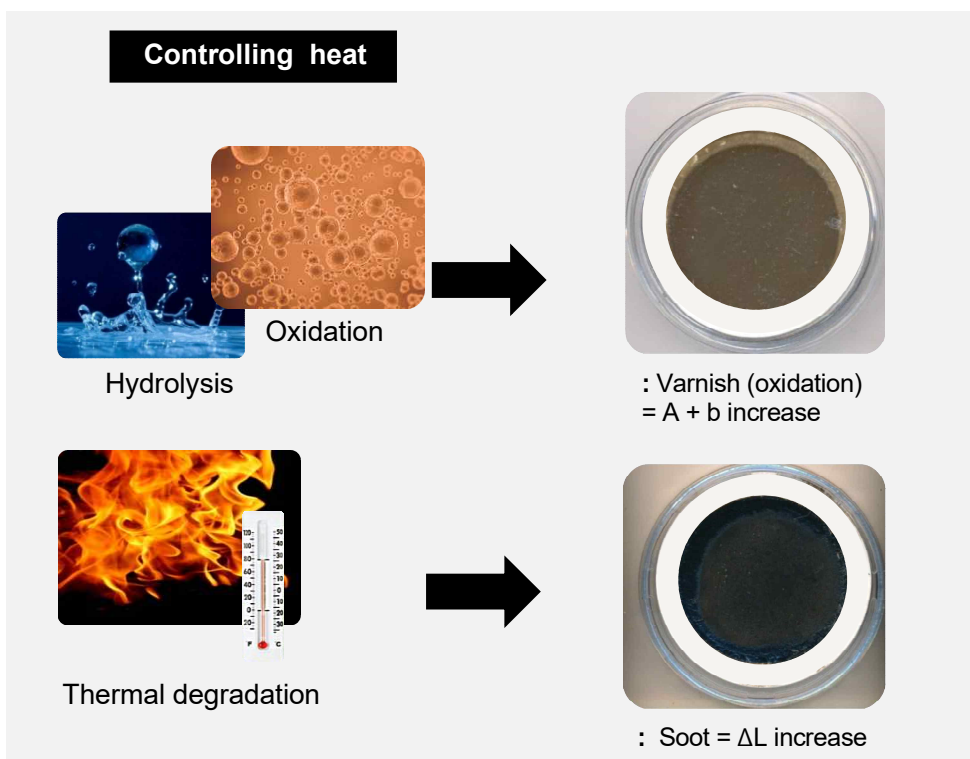 Controlling heat
Oxidation
Hydrolysis
: Varnish (oxidation)
= A + b increase
Thermal degradation
: Soot = ΔL increase